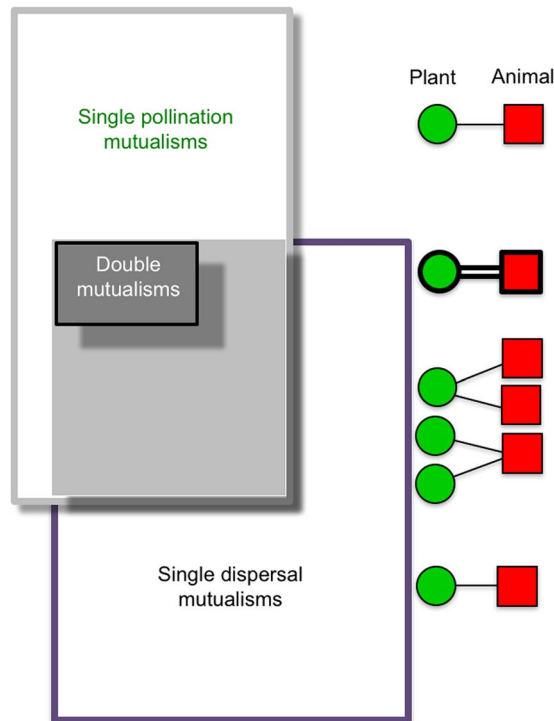 Plant Animal
Single pollination
mutualisms
Double
mutualisms
Single dispersal
mutualisms